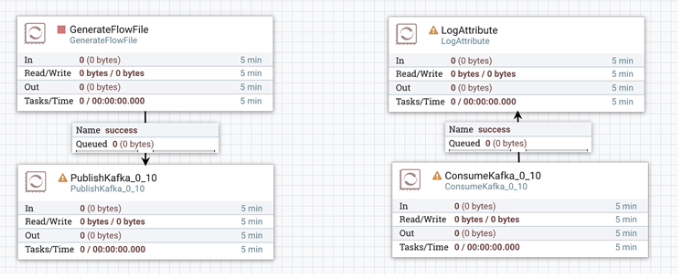 GenerateFlowFile
GenerateFlowFile
In 0 (0 bytes) 5 min
Read/Write 0 bytes / 0 bytes 5 min
Out 0 (0 bytes) 5 min
Tasks/Time 0 / 00:00:00.000 5 min
Name success
Queued 0 (0 bytes)
PublishKafka_0_10
PublishKafka_0_10
In 0 (0 bytes) 5 min
Read/Write 0 bytes / 0 bytes 5 min
Out 0 (0 bytes) 5 min
Tasks/Time 0 / 00:00:00.000 5 min
LogAttribute
LogAttribute
In 0 (0 bytes) 5 min
Read/Write 0 bytes / 0 bytes 5 min
Out 0 (0 bytes) 5 min
Tasks/Time 0 / 00:00:00.000 5 min
Name success
Queued 0 (0 bytes)
ConsumeKafka_0_10
ConsumeKafka_0_10
In 0 (0 bytes) 5 min
Read/Write 0 bytes / 0 bytes 5 min
Out 0 (0 bytes) 5 min
Tasks/Time 0 / 00:00:00.000 5 min